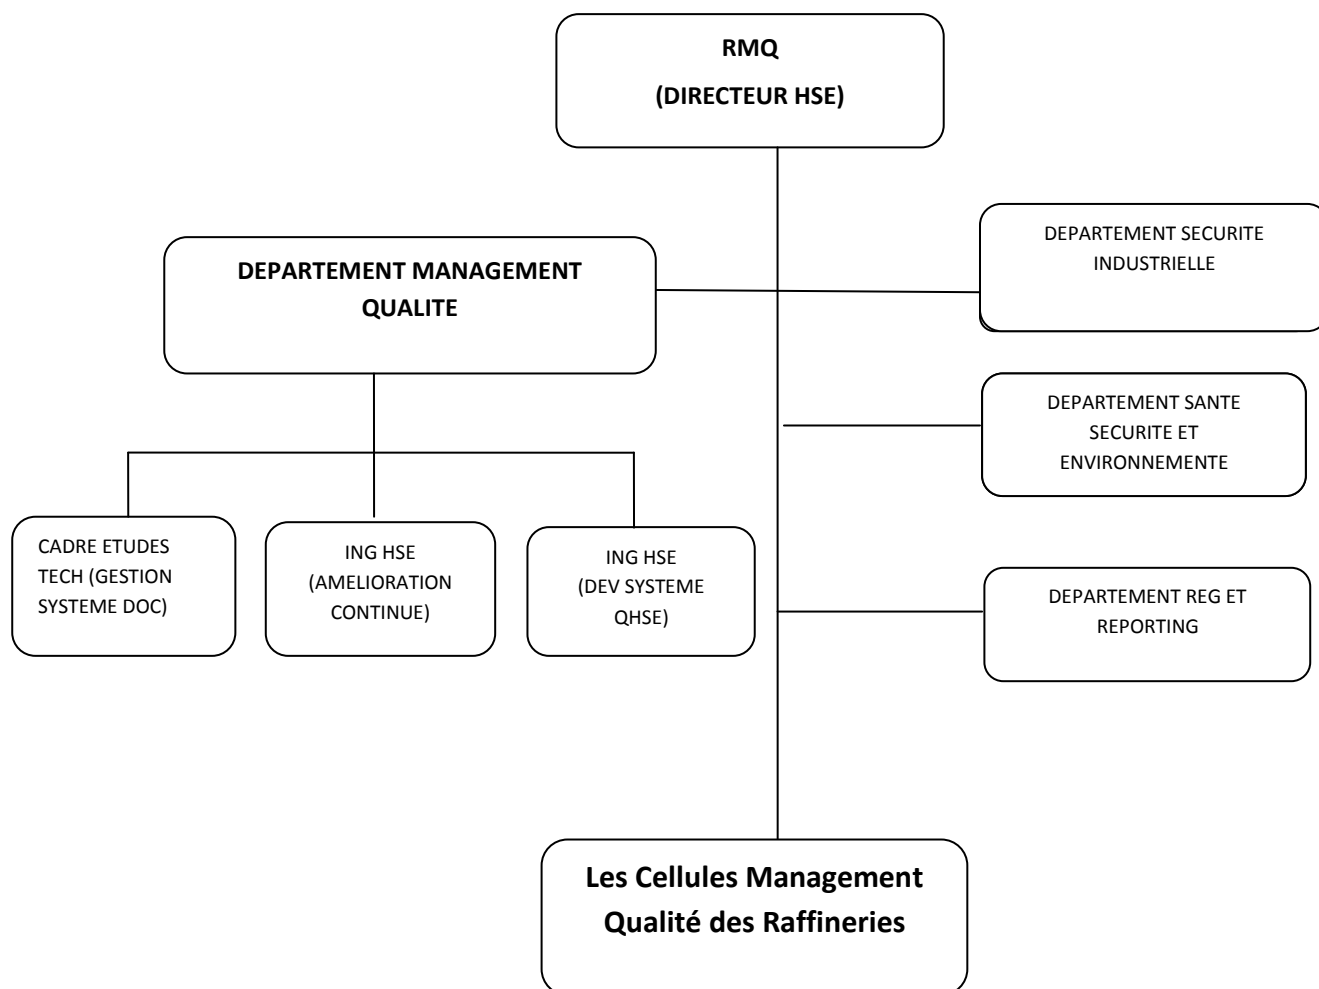 RMQ
(DIRECTEUR HSE)
DEPARTEMENT SECURITE
INDUSTRIELLE
DEPARTEMENT MANAGEMENT
QUALITE
DEPARTEMENT SANTE
SECURITE ET
ENVIRONNEMENTE
CADRE ETUDES
TECH (GESTION
SYSTEME DOC)
ING HSE
(AMELIORATION
CONTINUE)
ING HSE
(DEV SYSTEME
QHSE)
DEPARTEMENT REG ET
REPORTING
Les Cellules Management
Qualité des Raffineries